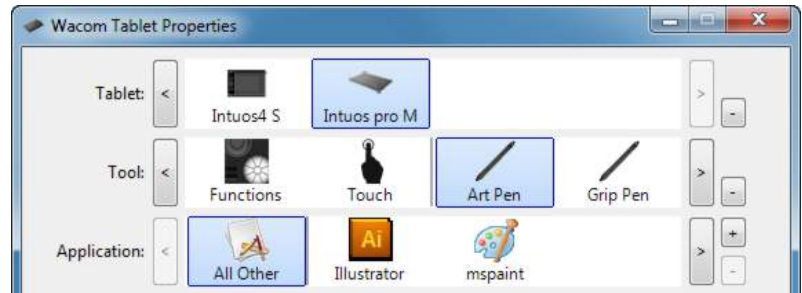 Wacom Tablet Properties
Tablet: < Intuos4 S Intuos pro M > -
Tool: < Functions Touch Art Pen Grip Pen > -
Application: < All Other Ai Illustrator mspaint > + -